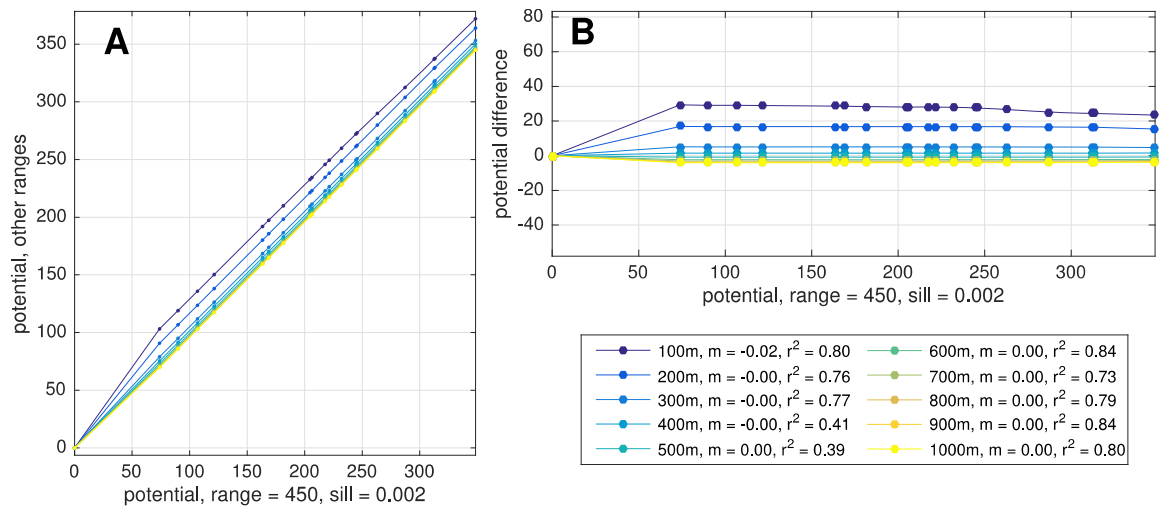 A
350
300
250
200
150
100
50
0
potential, other ranges
0 50 100 150 200 250 300
potential, range = 450, sill = 0.002
B
80
60
40
20
0
-20
-40
potential difference
0 50 100 150 200 250 300
potential, range = 450, sill = 0.002
100m, m = -0.02, r² = 0.80
200m, m = -0.00, r² = 0.76
300m, m = -0.00, r² = 0.77
400m, m = -0.00, r² = 0.41
500m, m = 0.00, r² = 0.39
600m, m = 0.00, r² = 0.84
700m, m = 0.00, r² = 0.73
800m, m = 0.00, r² = 0.79
900m, m = 0.00, r² = 0.84
1000m, m = 0.00, r² = 0.80